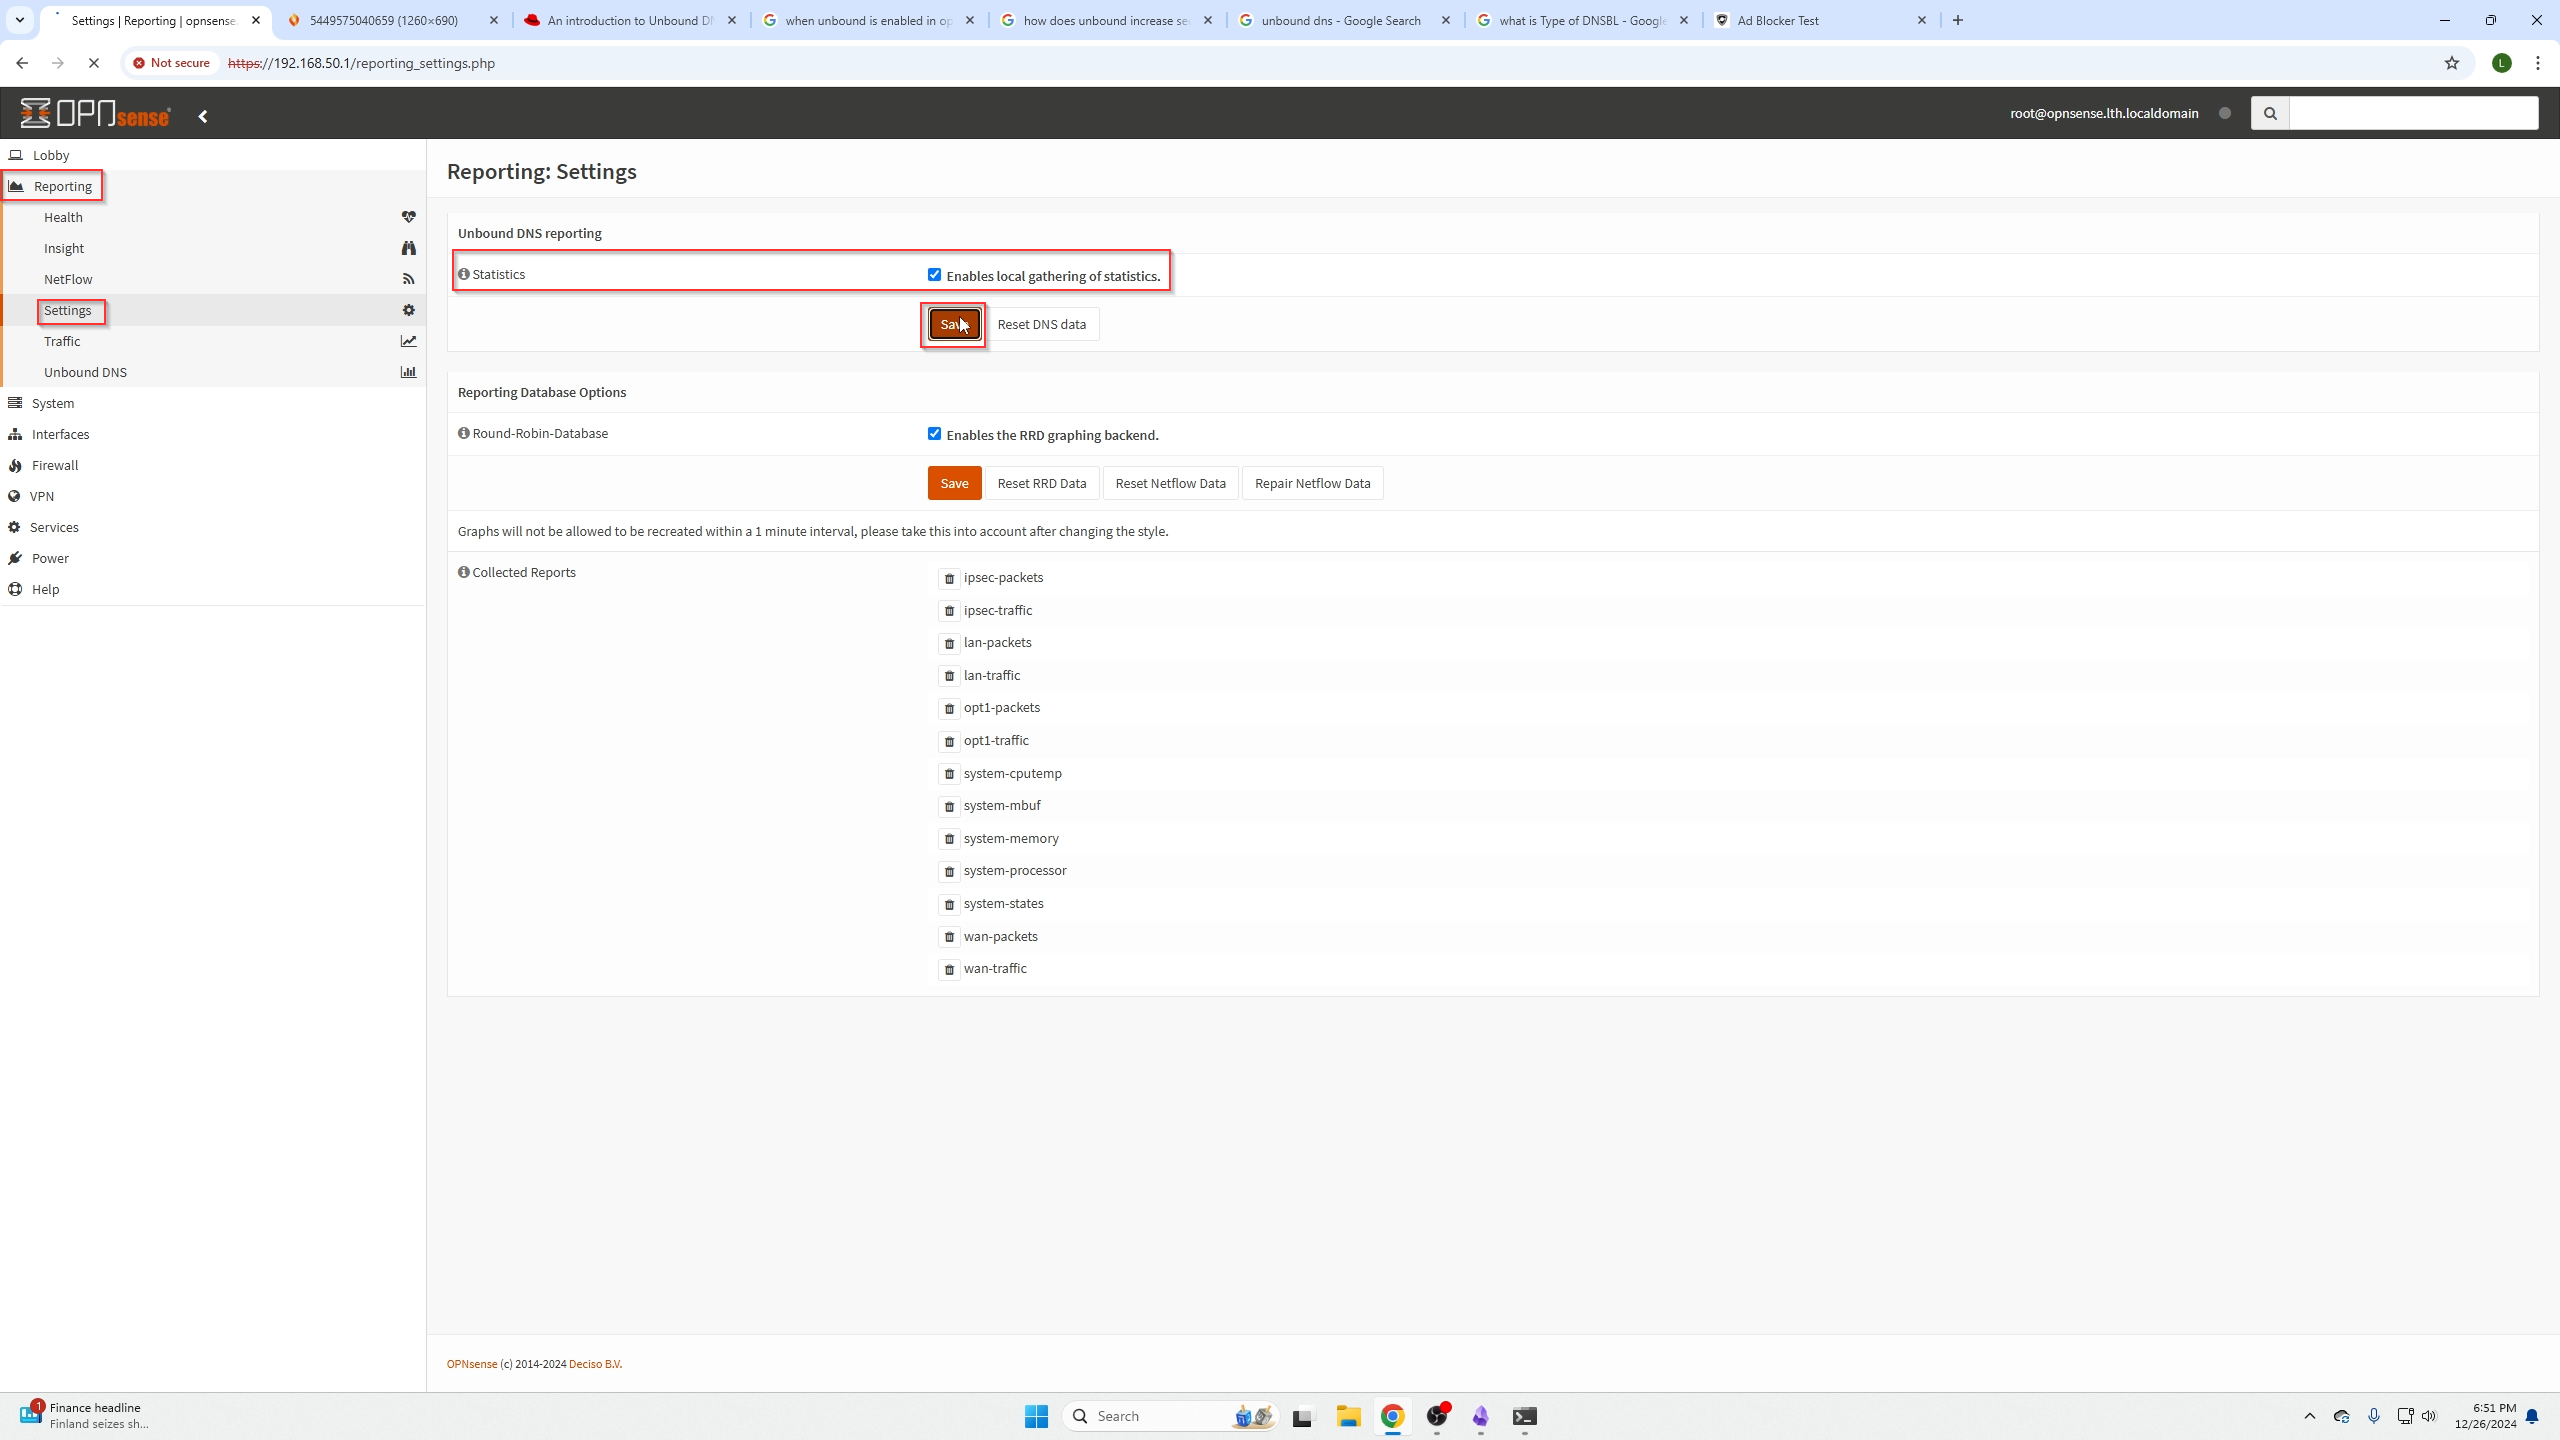 Settings | Reporting | opnsense.
5449575040659 (1260×690)
An introduction to Unbound D
when unbound is enabled in op
how does unbound increase se
unbound dns - Google Search
what is Type of DNSBL - Google
Ad Blocker Test
Not secure
https://192.168.50.1/reporting_settings.php
L
OPNsense
root@opnsense.lth.localdomain
Lobby
Reporting
Health
Insight
NetFlow
Settings
Traffic
Unbound DNS
System
Interfaces
Firewall
VPN
Services
Power
Help
Reporting: Settings
Unbound DNS reporting
Statistics
Enables local gathering of statistics.
Save
Reset DNS data
Reporting Database Options
Round-Robin-Database
Enables the RRD graphing backend.
Save
Reset RRD Data
Reset Netflow Data
Repair Netflow Data
Graphs will not be allowed to be recreated within a 1 minute interval, please take this into account after changing the style.
Collected Reports
ipsec-packets
ipsec-traffic
lan-packets
lan-traffic
opt1-packets
opt1-traffic
system-cputemp
system-mbuf
system-memory
system-processor
system-states
wan-packets
wan-traffic
OPNsense (c) 2014-2024 Deciso B.V.
1
Finance headline
Finland seizes sh...
Search
6:51 PM
12/26/2024